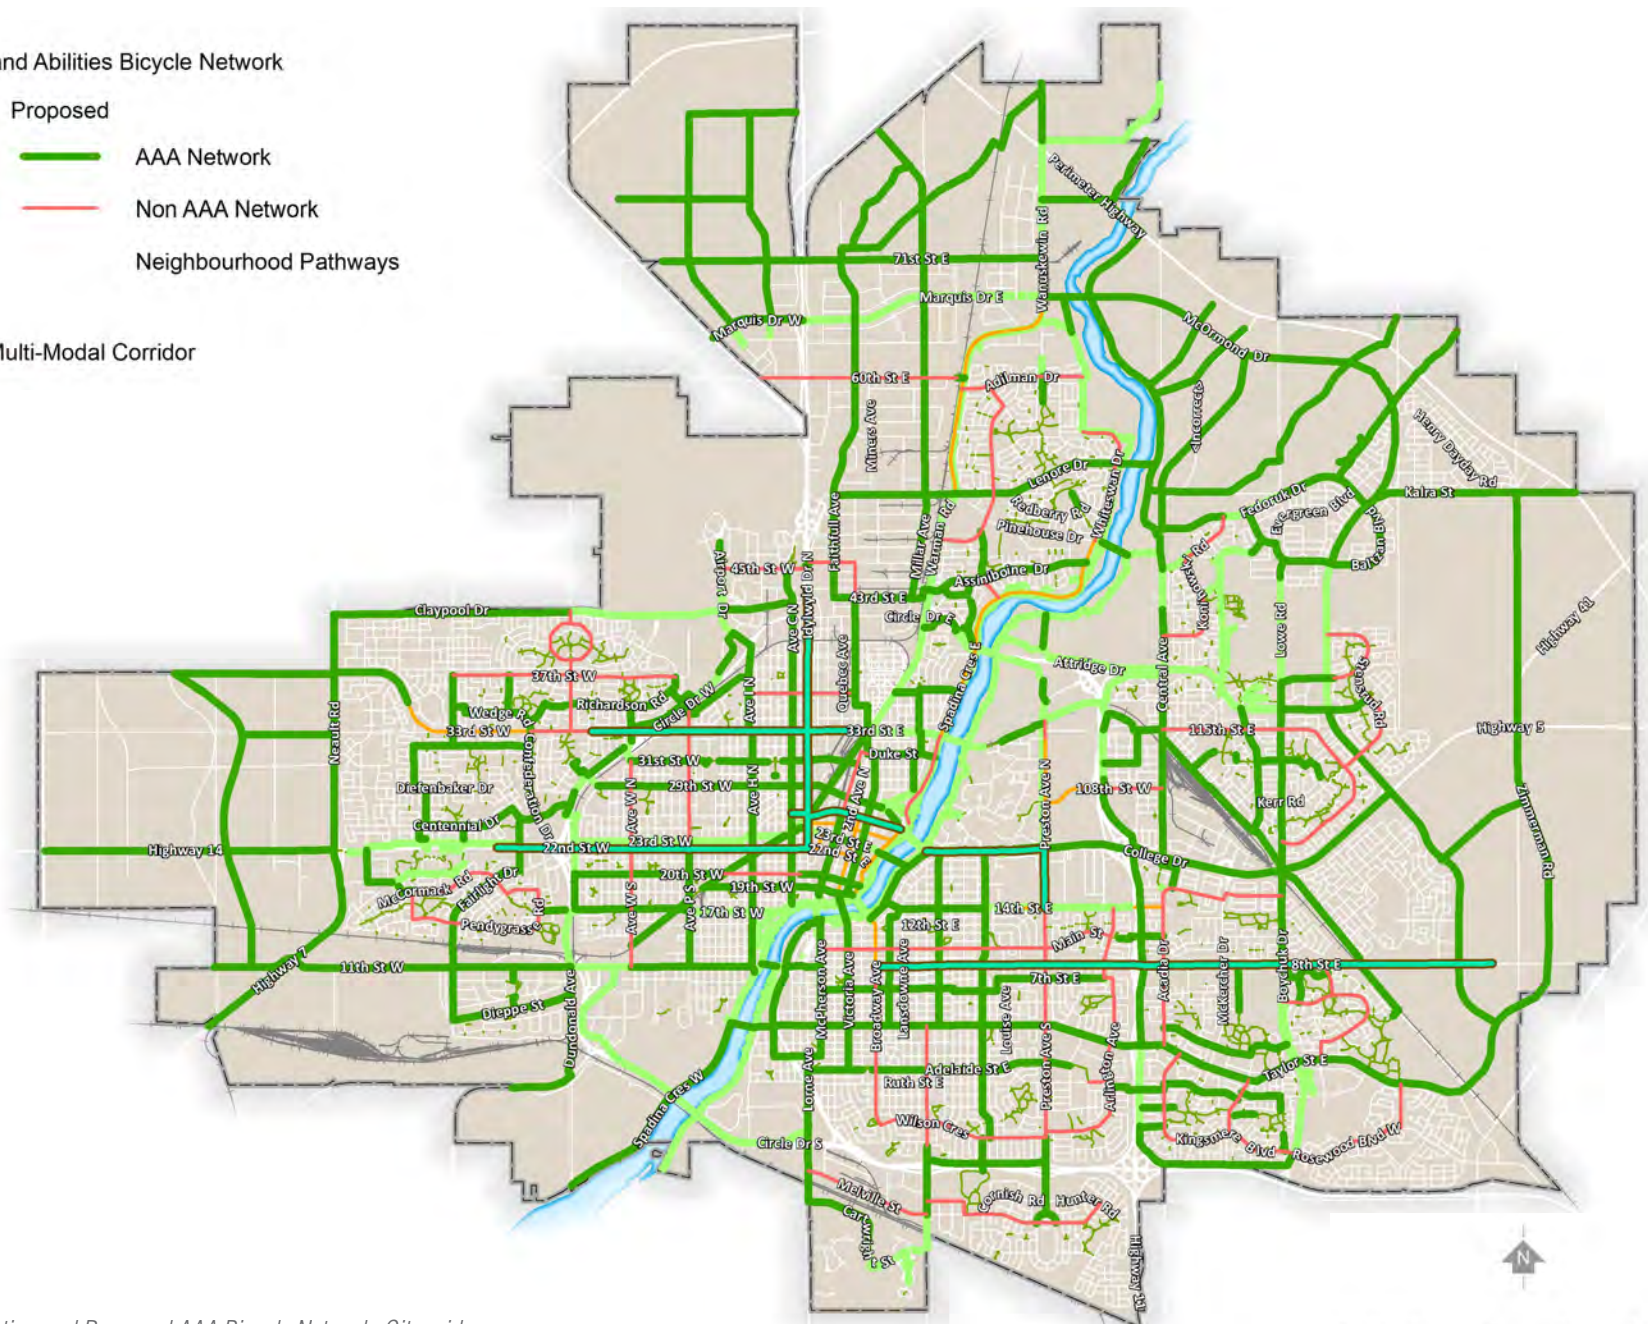 and Abilities Bicycle Network
Proposed
AAA Network
Non AAA Network
Neighbourhood Pathways
Multi-Modal Corridor
Perimeter Highway
Wanuskewin Rd
71st St E
Marquis Dr E
Marquis Dr W
McOrmond Dr
60th St E
Adilman Dr
<Incorrect>
Miners Ave
Henry Dayday Rd
Lenore Dr
Whiteswan Dr
Kalra St
Fedoruk Dr
Evergreen Blvd
Redberry Rd
Pinehouse Dr
Faithfull Ave
Millar Ave
Warman Rd
Baltzan Blvd
Airport Dr
45th St W
Idylwyld Dr N
Ave C N
Assiniboine Dr
Konihowski Rd
43rd St E
Circle Dr E
Claypool Dr
Lowe Rd
Highway 41
Quebec Ave
Spadina Cres E
Attridge Dr
Central Ave
37th St W
Richardson Rd
Circle Dr W
Ave I N
Stensrud Rd
Wedge Rd
33rd St W
33rd St E
115th St E
Highway 5
Neault Rd
Confederation Dr
31st St W
Duke St
Diefenbaker Dr
29th St W
Ave H N
Ave W N
2nd Ave N
Preston Ave N
108th St W
Kerr Rd
Zimmerman Rd
Centennial Dr
Highway 14
22nd St W
23rd St W
23rd St E
22nd St E
College Dr
McCormack Rd
Fairlight Dr
20th St W
19th St W
Pendygrasse Rd
Ave W S
Ave P S
17th St W
14th St E
12th St E
Main St
Highway 7
11th St W
McPherson Ave
Victoria Ave
Broadway Ave
Lansdowne Ave
7th St E
8th St E
Acadia Dr
McKercher Dr
Boychuk Dr
Dieppe St
Dundonald Ave
Louise Ave
Preston Ave S
Arlington Ave
Lorne Ave
Adelaide St E
Ruth St E
Taylor St E
Spadina Cres W
Wilson Cres
Circle Dr S
Kingsmere Blvd
Rosewood Blvd W
Melville St
Cornish Rd
Hunter Rd
Cartwright St
Highway 11
N